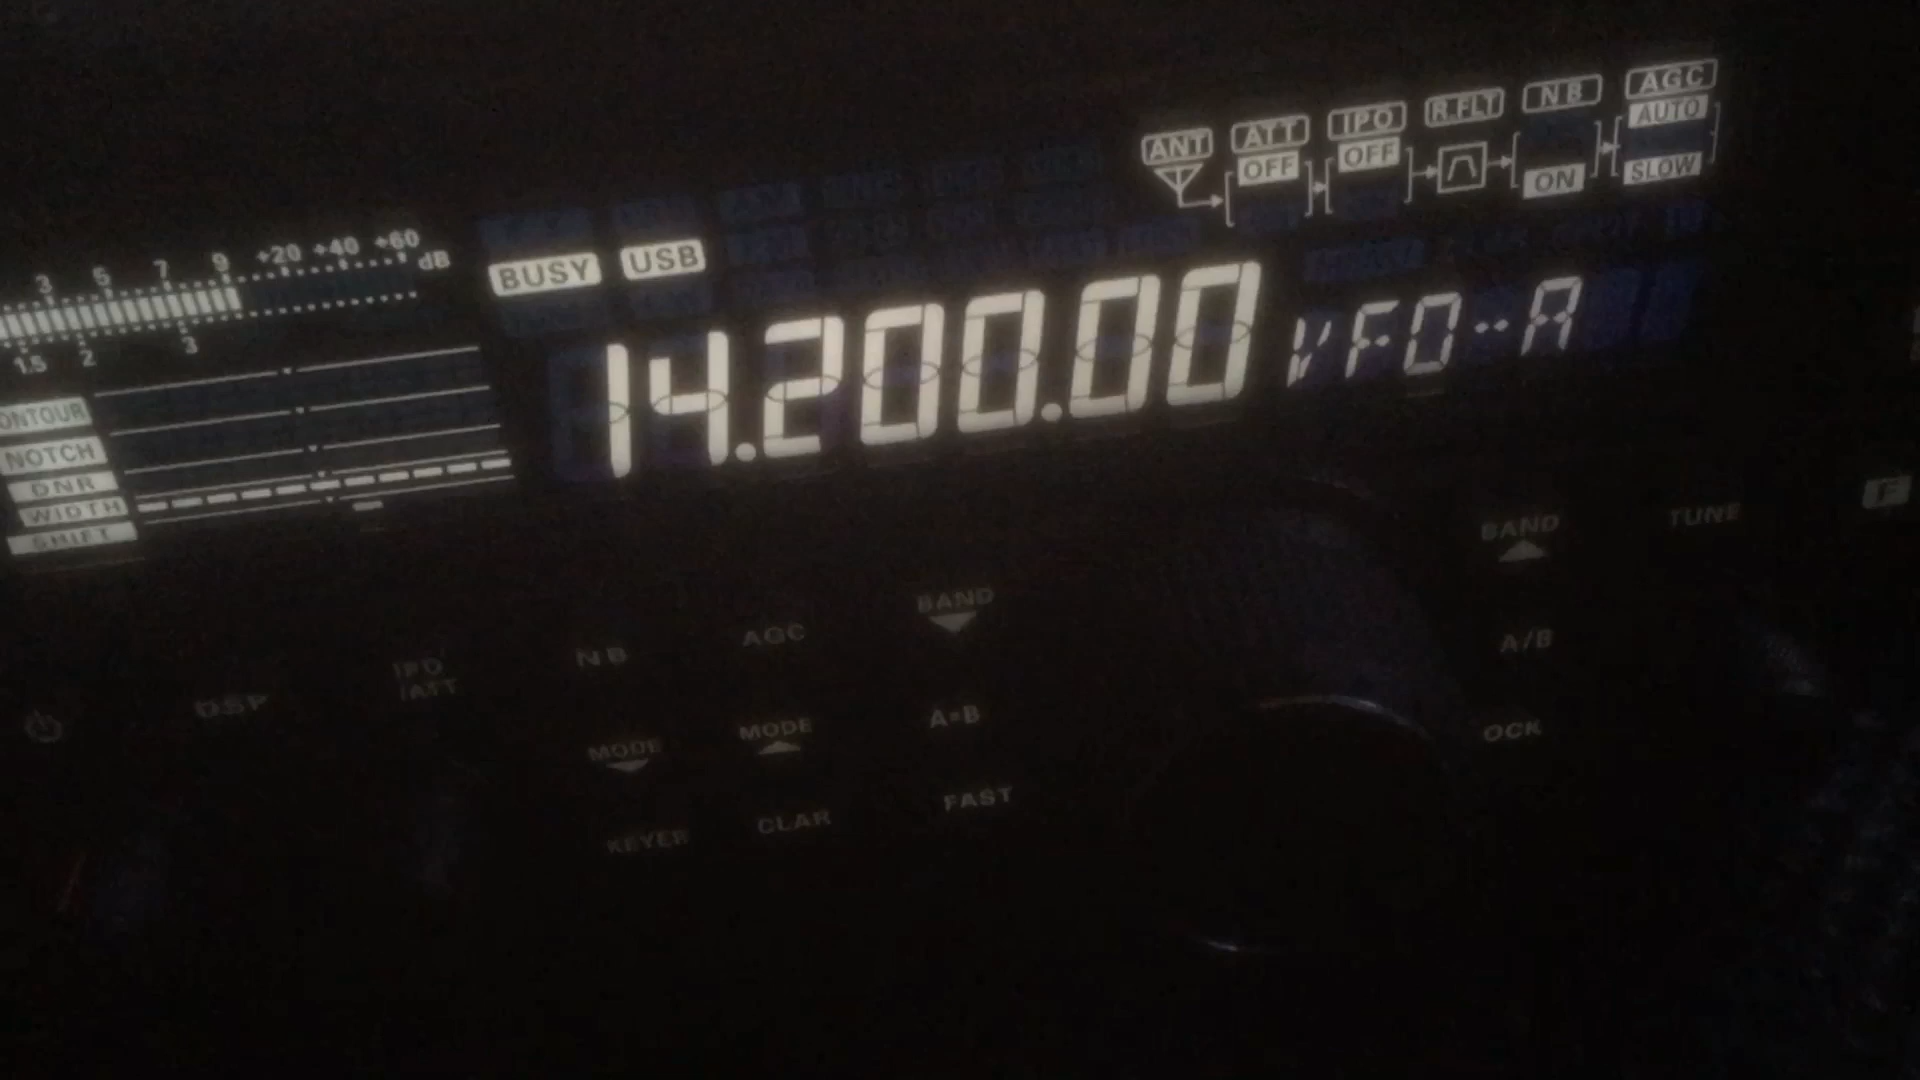 ANT ATT IPO R.FLT NB AGC
OFF OFF AUTO
ON SLOW
3 5 7 9 +20 +40 +60 dB
BUSY USB
1.5 2 3
14.200.00 VFO--A
ONTOUR
NOTCH
DNR
WIDTH
SHIFT
BAND TUNE F
IPO /ATT NB AGC BAND
DSP A/B
MODE MODE A=B OCK
KEYER CLAR FAST